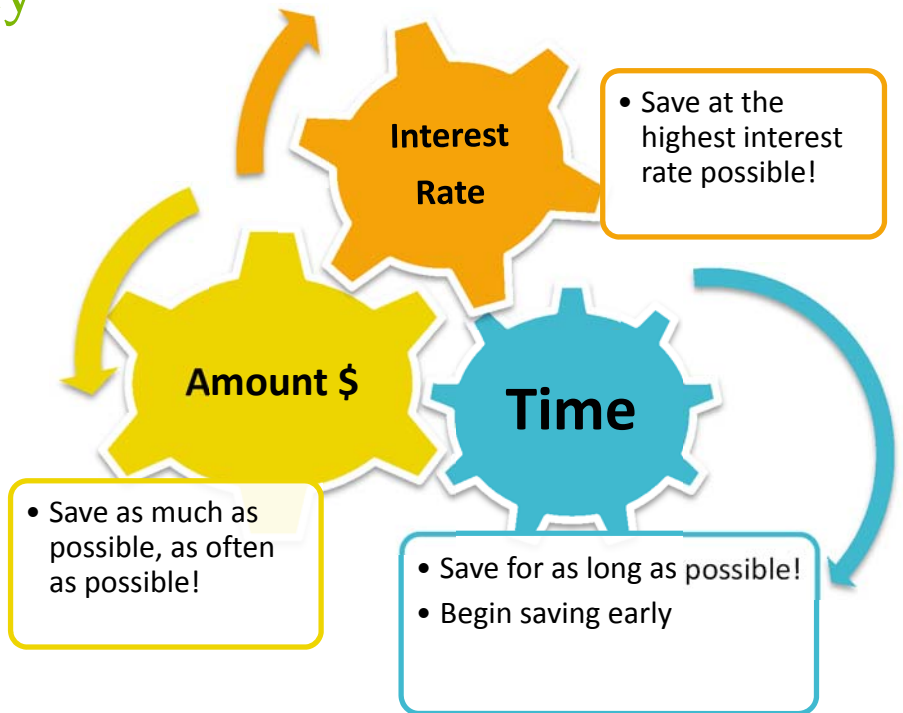 y
Interest
Rate
• Save at the
highest interest
rate possible!
Amount $
Time
• Save as much as
possible, as often
as possible!
• Save for as long as possible!
• Begin saving early